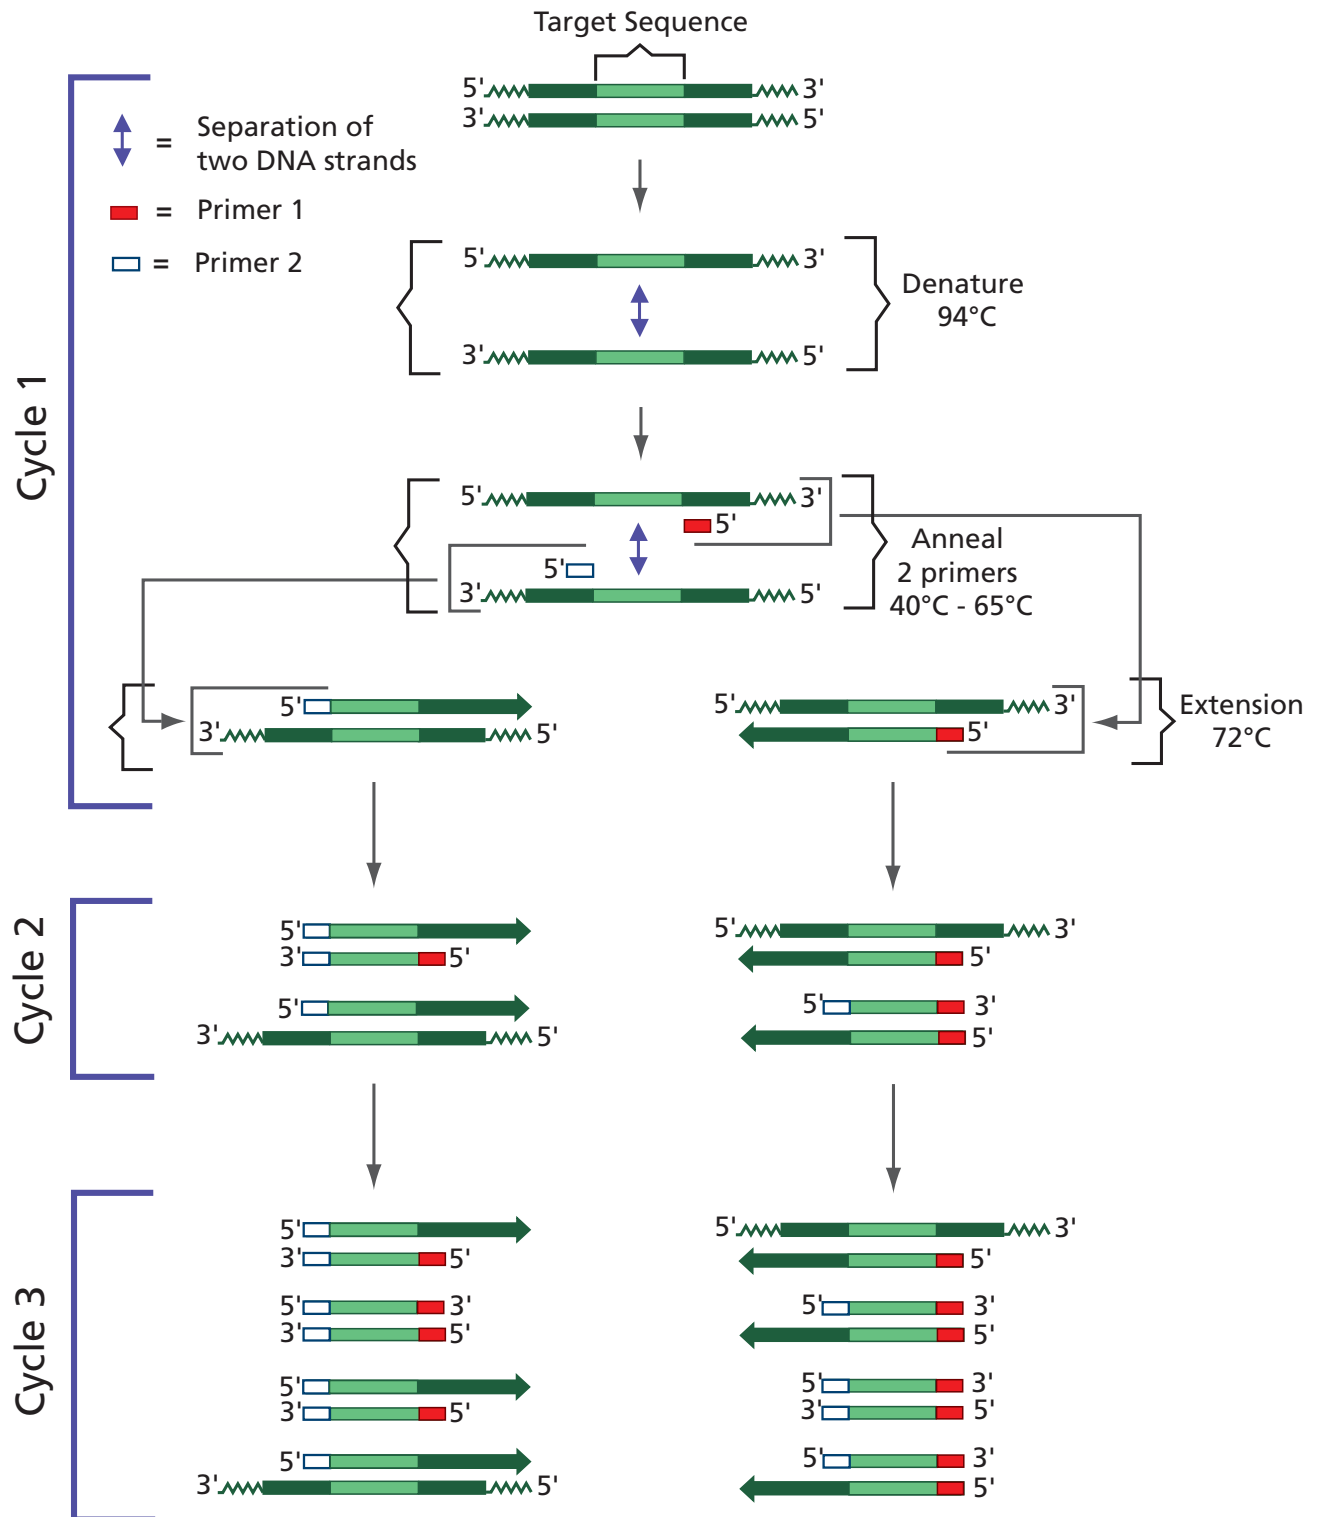 Target Sequence
5' 3'
3' 5'
= Separation of
two DNA strands
= Primer 1
= Primer 2
Cycle 1
5' 3'
Denature
94°C
3' 5'
5' 3'
5'
Anneal
2 primers
40°C - 65°C
5'
3' 5'
5' 5' 3'
3' 5' 5'
Extension
72°C
Cycle 2
5' 5' 3'
3' 5' 5'
5' 5' 3'
3' 5' 5'
Cycle 3
5' 5' 3'
3' 5' 5'
5' 3' 5' 3'
3' 5' 5'
5' 5' 3'
3' 5' 3' 5'
5' 5' 3'
3' 5' 5'